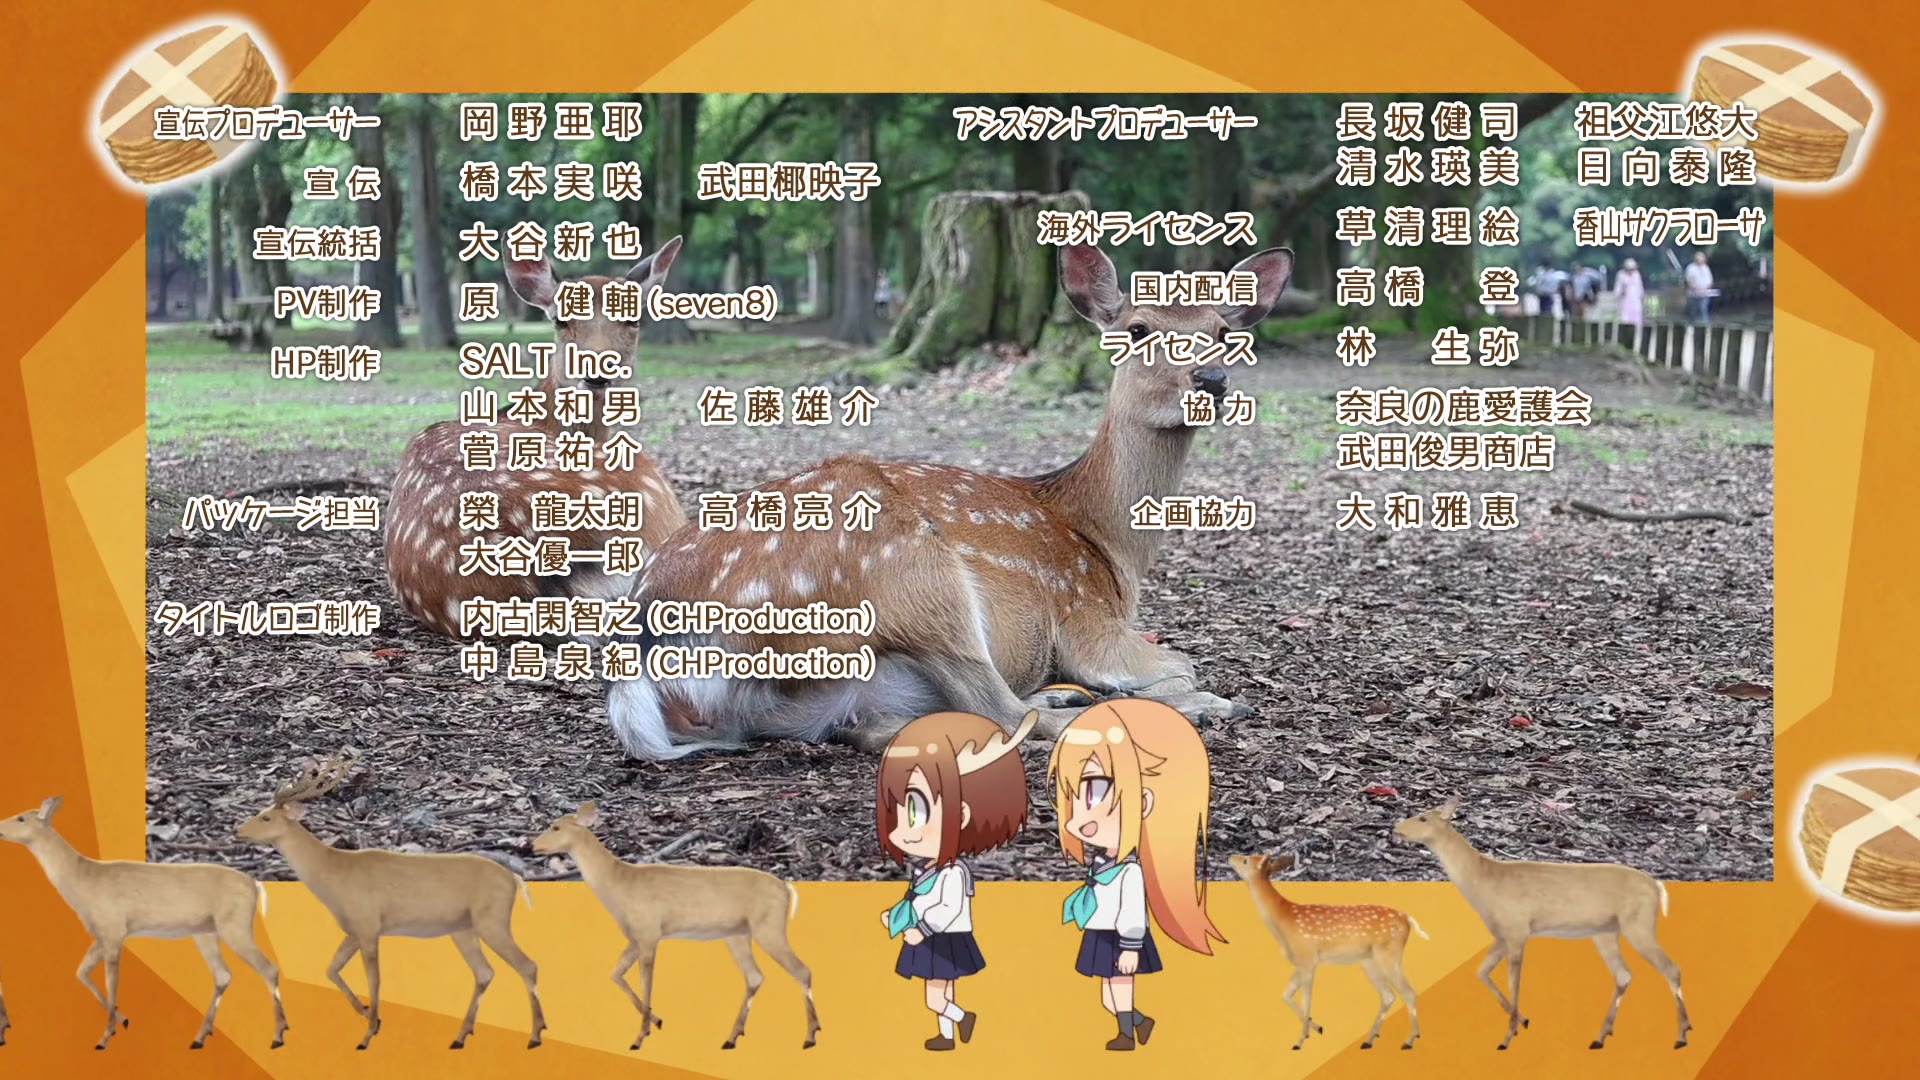 宣伝プロデューサー 岡野亜耶
宣伝 橋本実咲 武田椰映子
宣伝統括 大谷新也
PV制作 原 健輔(seven8)
HP制作 SALT Inc.
山本和男 佐藤雄介
菅原祐介
パッケージ担当 榮 龍太朗 高橋亮介
大谷優一郎
タイトルロゴ制作 内古閑智之(CHProduction)
中島泉紀(CHProduction)
アシスタントプロデューサー 長坂健司 祖父江悠大
清水瑛美 日向泰隆
海外ライセンス 草清理絵 香山サクラローサ
国内配信 高橋 登
ライセンス 林 生弥
協力 奈良の鹿愛護会
武田俊男商店
企画協力 大和雅恵